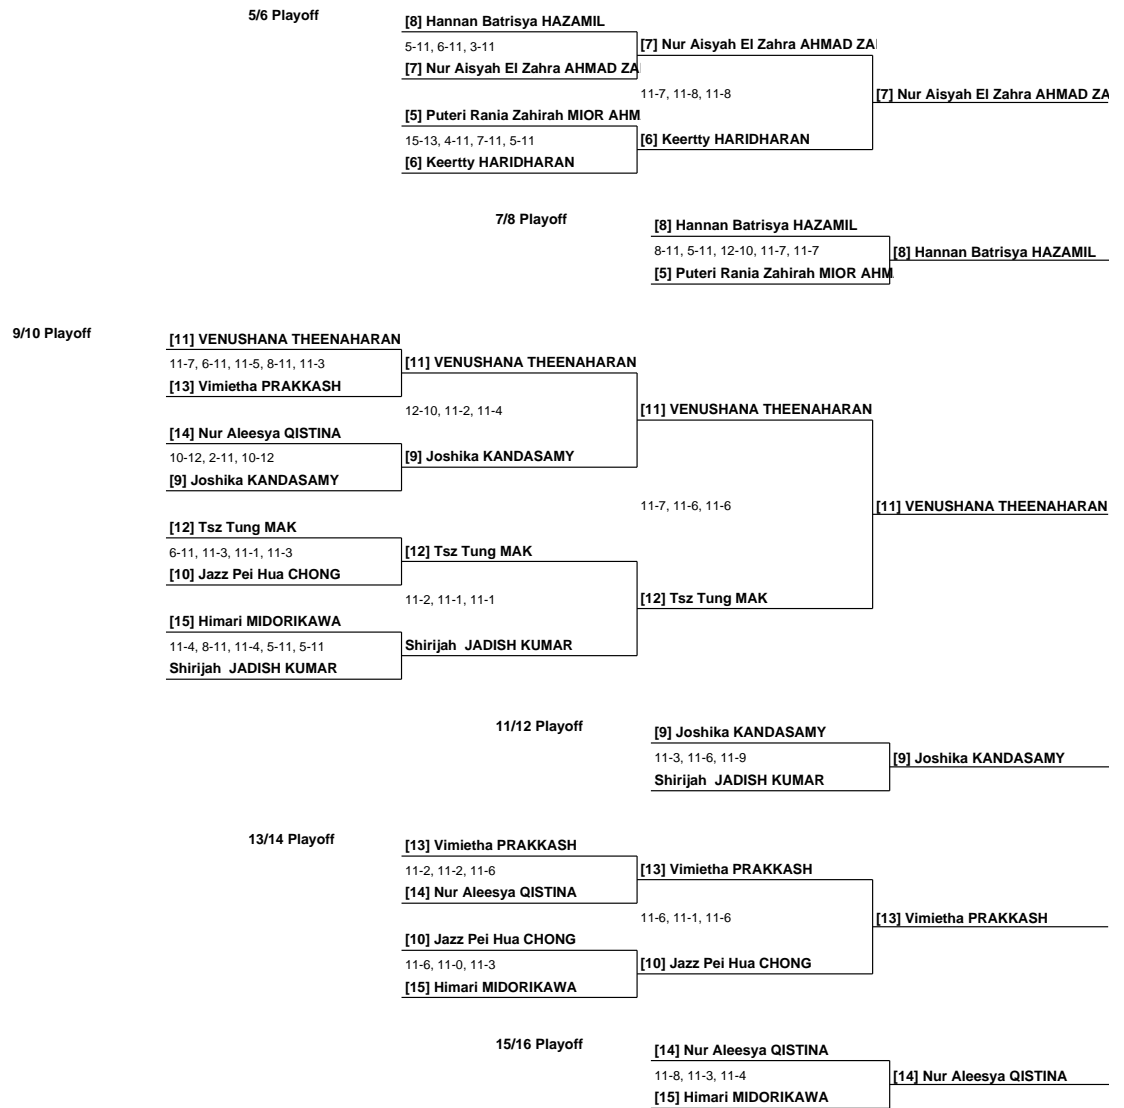 5/6 Playoff
[8] Hannan Batrisya HAZAMIL
5-11, 6-11, 3-11
[7] Nur Aisyah El Zahra AHMAD ZA
[7] Nur Aisyah El Zahra AHMAD ZA
[5] Puteri Rania Zahirah MIOR AHM
15-13, 4-11, 7-11, 5-11
[6] Keertty HARIDHARAN
[6] Keertty HARIDHARAN
11-7, 11-8, 11-8
[7] Nur Aisyah El Zahra AHMAD ZA
7/8 Playoff
[8] Hannan Batrisya HAZAMIL
8-11, 5-11, 12-10, 11-7, 11-7
[5] Puteri Rania Zahirah MIOR AHM
[8] Hannan Batrisya HAZAMIL
9/10 Playoff
[11] VENUSHANA THEENAHARAN
11-7, 6-11, 11-5, 8-11, 11-3
[13] Vimietha PRAKKASH
[11] VENUSHANA THEENAHARAN
[14] Nur Aleesya QISTINA
10-12, 2-11, 10-12
[9] Joshika KANDASAMY
[9] Joshika KANDASAMY
12-10, 11-2, 11-4
[11] VENUSHANA THEENAHARAN
[12] Tsz Tung MAK
6-11, 11-3, 11-1, 11-3
[10] Jazz Pei Hua CHONG
[12] Tsz Tung MAK
[15] Himari MIDORIKAWA
11-4, 8-11, 11-4, 5-11, 5-11
Shirijah  JADISH KUMAR
Shirijah  JADISH KUMAR
11-2, 11-1, 11-1
[12] Tsz Tung MAK
11-7, 11-6, 11-6
[11] VENUSHANA THEENAHARAN
11/12 Playoff
[9] Joshika KANDASAMY
11-3, 11-6, 11-9
Shirijah  JADISH KUMAR
[9] Joshika KANDASAMY
13/14 Playoff
[13] Vimietha PRAKKASH
11-2, 11-2, 11-6
[14] Nur Aleesya QISTINA
[13] Vimietha PRAKKASH
[10] Jazz Pei Hua CHONG
11-6, 11-0, 11-3
[15] Himari MIDORIKAWA
[10] Jazz Pei Hua CHONG
11-6, 11-1, 11-6
[13] Vimietha PRAKKASH
15/16 Playoff
[14] Nur Aleesya QISTINA
11-8, 11-3, 11-4
[15] Himari MIDORIKAWA
[14] Nur Aleesya QISTINA